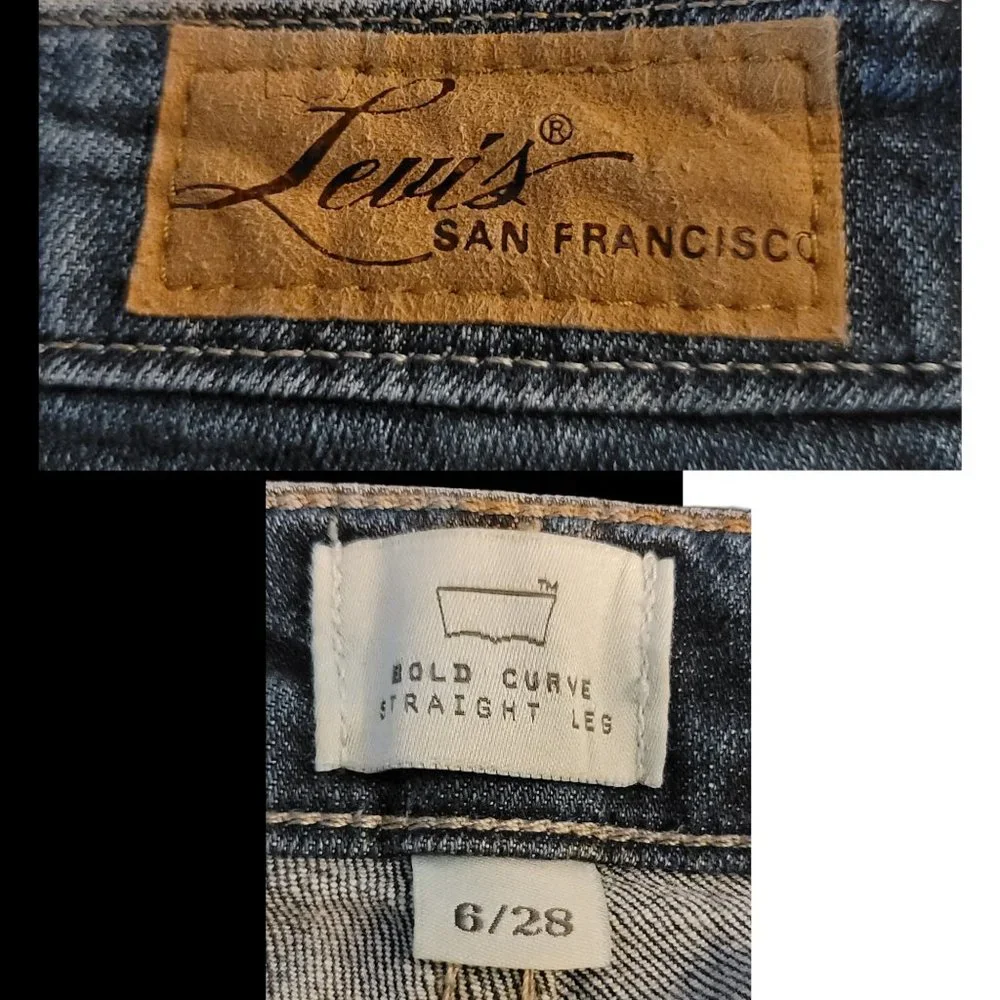 Levi's®
SAN FRANCISCO
TM
BOLD CURVE
STRAIGHT LEG
6/28